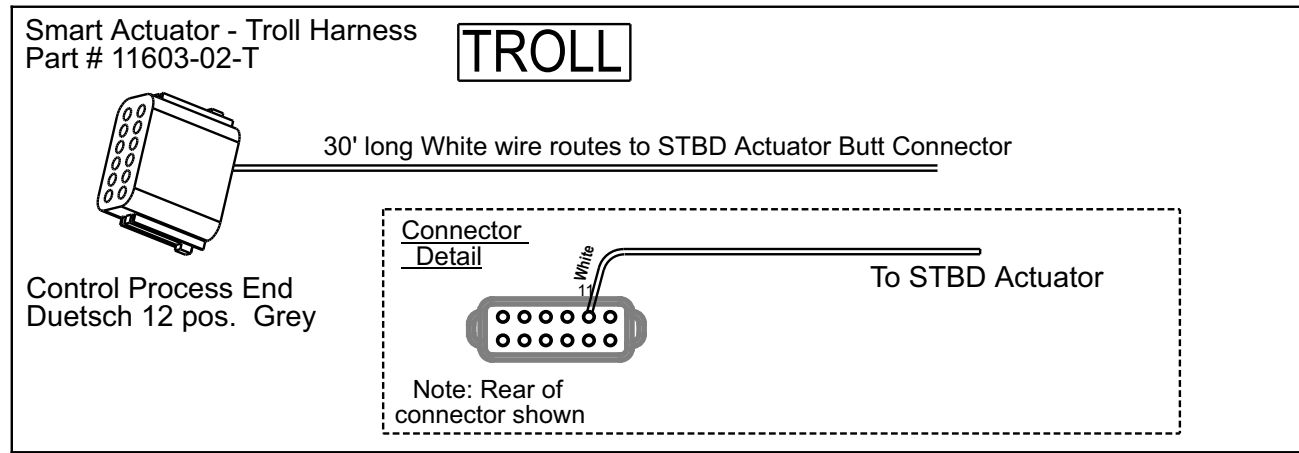 Smart Actuator - Troll Harness
Part # 11603-02-T
TROLL
30' long White wire routes to STBD Actuator Butt Connector
Control Process End
Duetsch 12 pos.  Grey
Connector
Detail
White
11
To STBD Actuator
Note: Rear of
connector shown